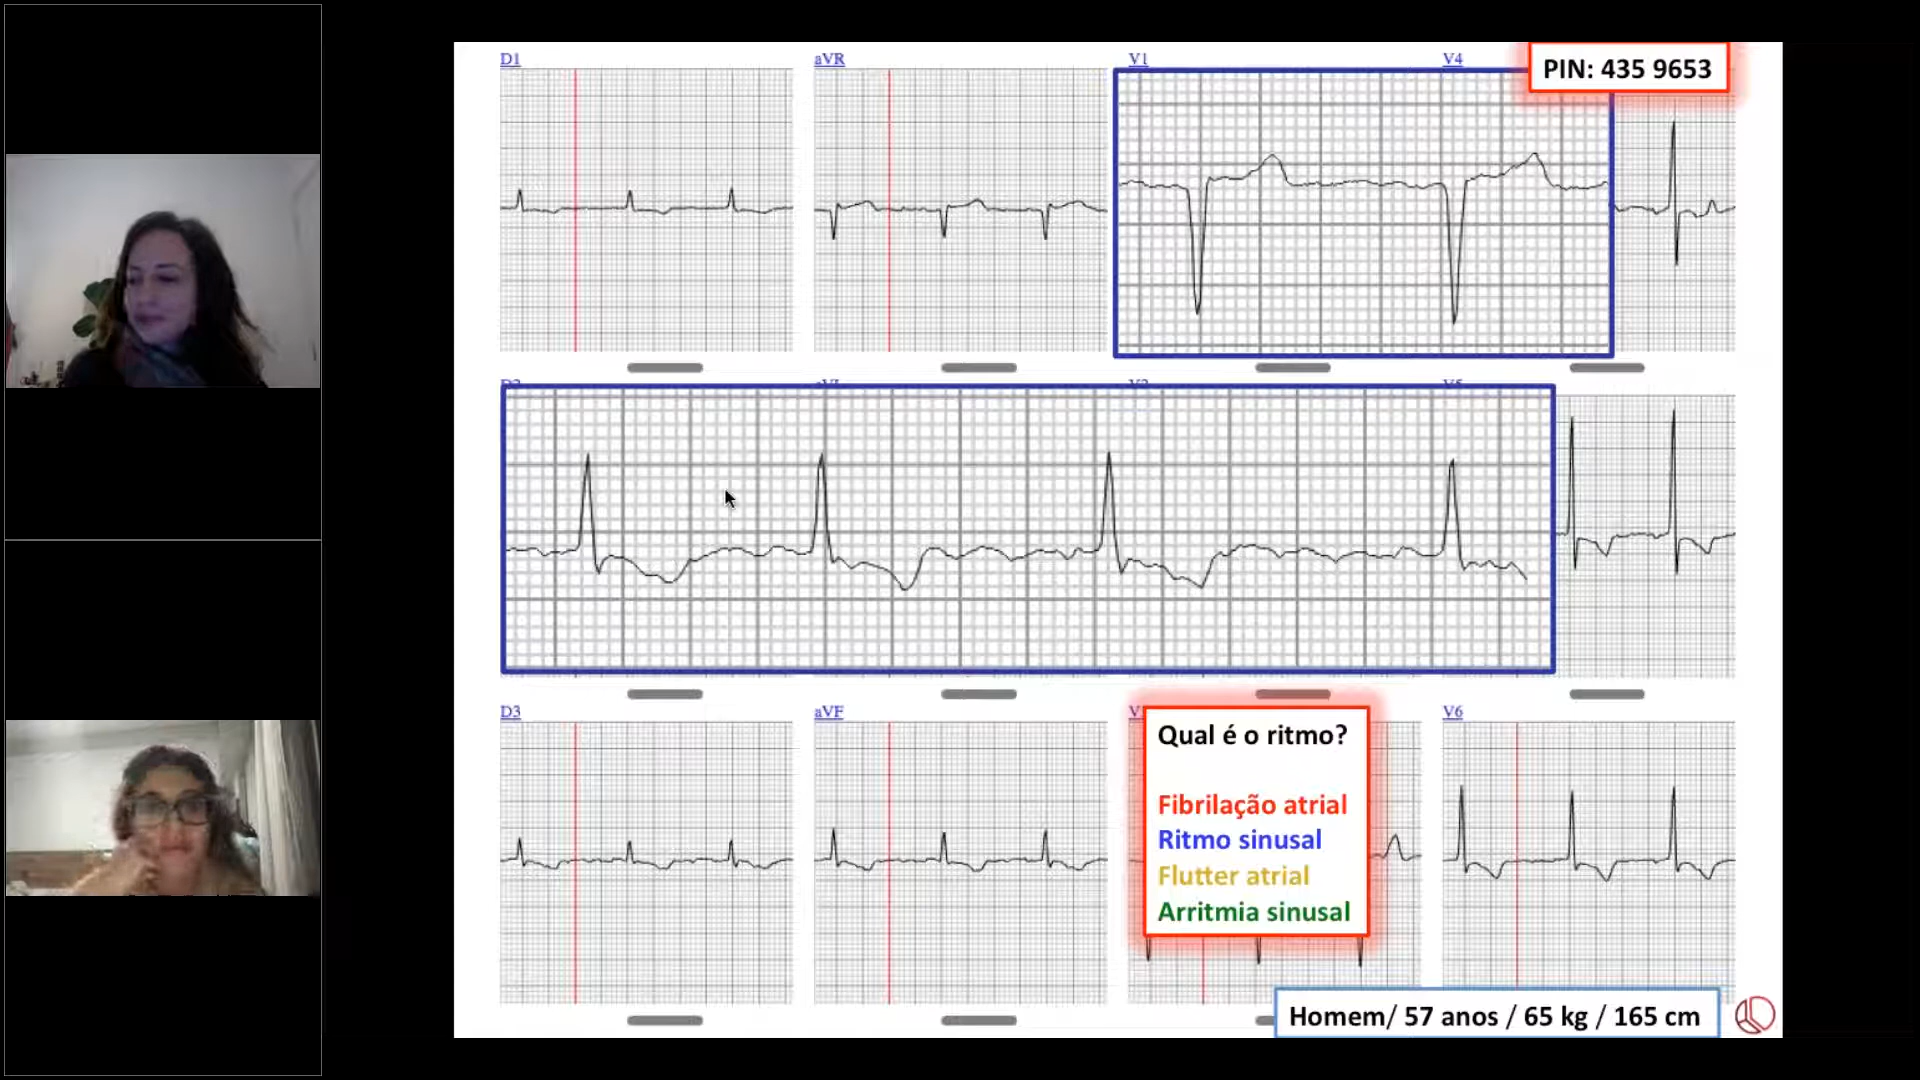 D1
aVR
V1
V4
PIN: 435 9653
D3
aVF
V6
Qual é o ritmo?
Fibrilação atrial
Ritmo sinusal
Flutter atrial
Arritmia sinusal
Homem/ 57 anos / 65 kg / 165 cm